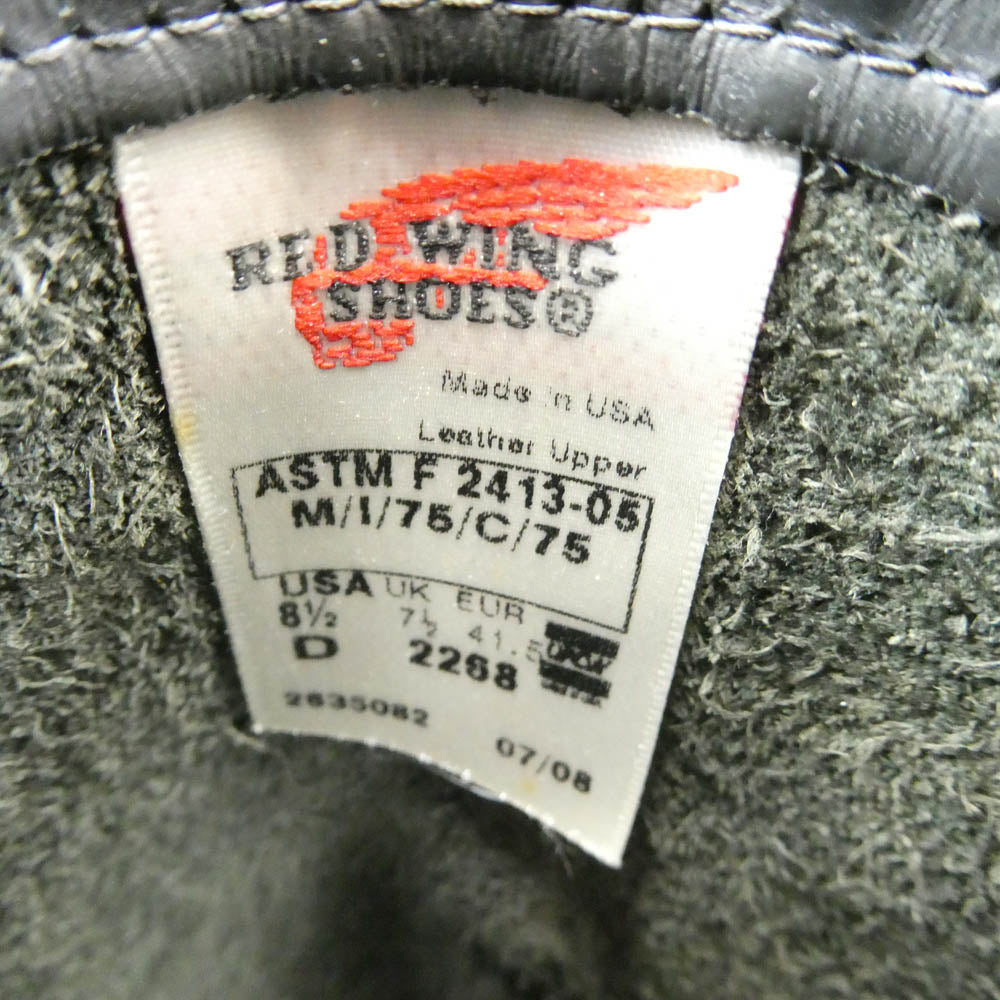 RED WING
SHOES®
Made in USA
Leather Upper
ASTM F 2413-05
M/I/75/C/75
USA UK EUR
8½ 7½ 41.5
D 2268
2635082
07/08